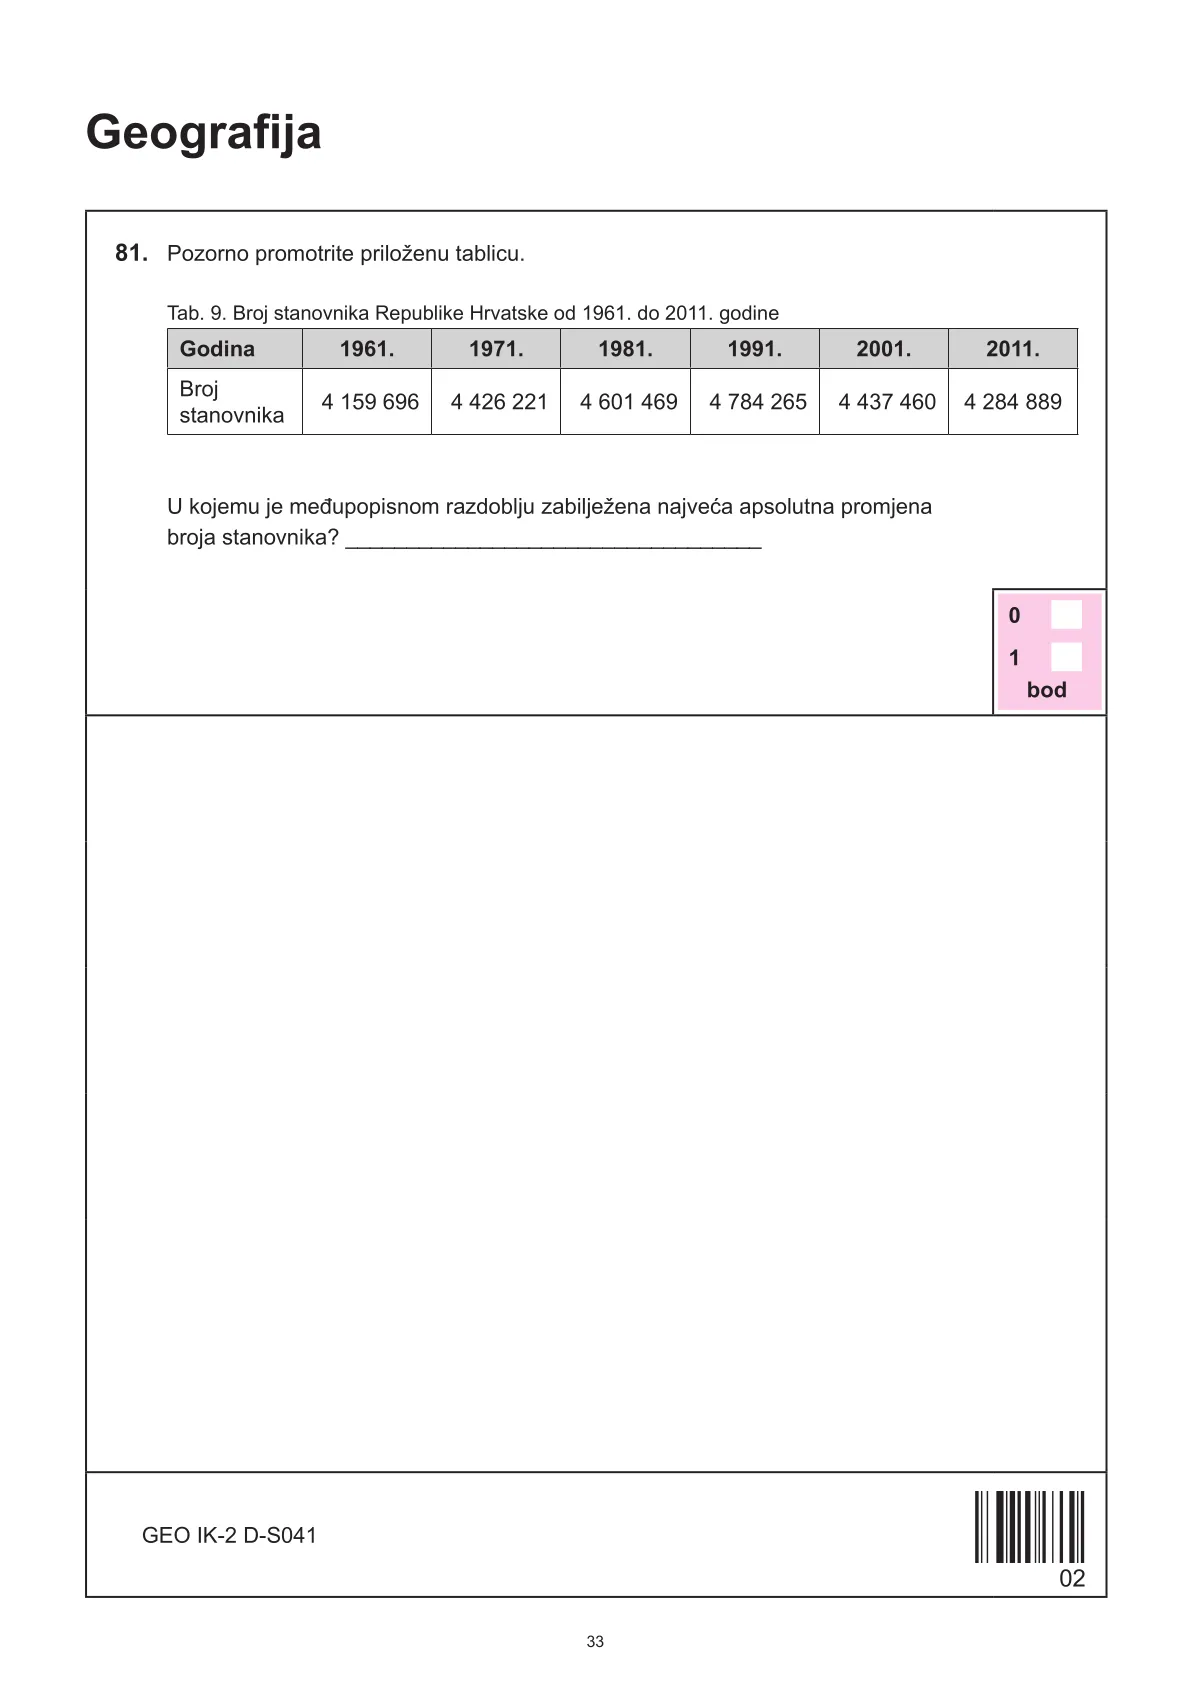 Geografija
81. Pozorno promotrite priloženu tablicu.
Tab. 9. Broj stanovnika Republike Hrvatske od 1961. do 2011. godine
Godina 1961. 1971. 1981. 1991. 2001. 2011.
Broj
stanovnika 4 159 696 4 426 221 4 601 469 4 784 265 4 437 460 4 284 889
U kojemu je međupopisnom razdoblju zabilježena najveća apsolutna promjena
broja stanovnika? __________________________________
0
1
bod
GEO IK-2 D-S041
02
33